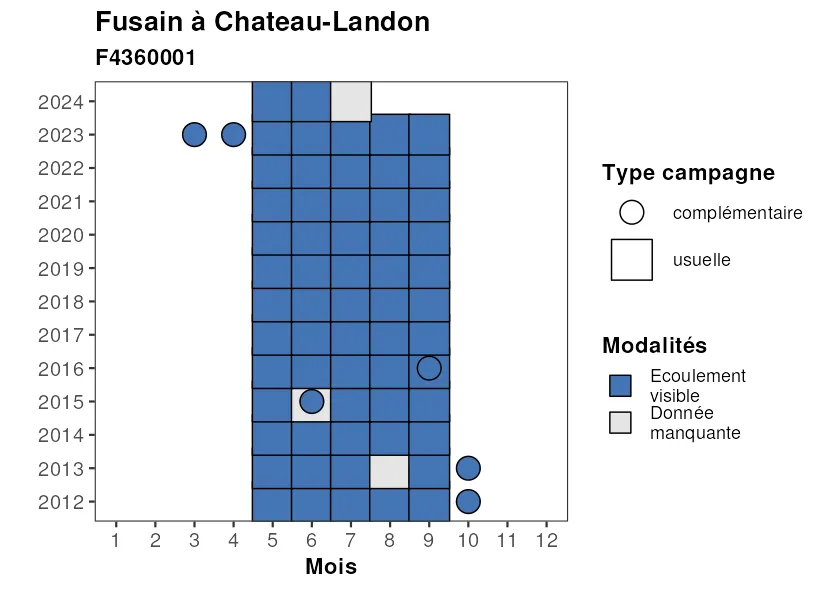 Fusain à Chateau-Landon
F4360001
2024
2023
2022
2021
2020
2019
2018
2017
2016
2015
2014
2013
2012
1 2 3 4 5 6 7 8 9 10 11 12
Mois
Type campagne
complémentaire
usuelle
Modalités
Ecoulement
visible
Donnée
manquante